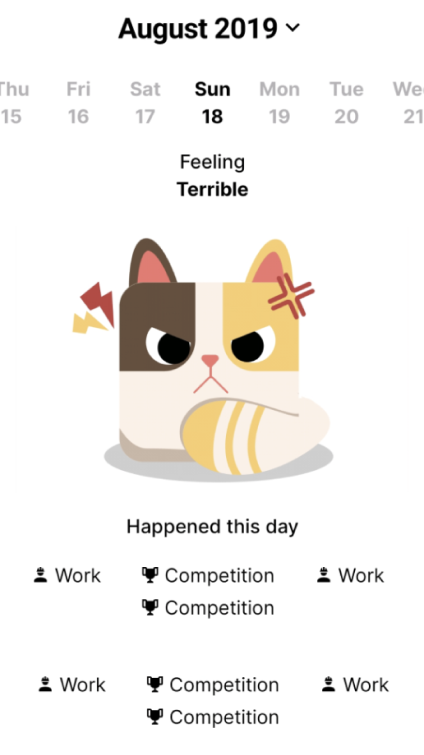 August 2019
Thu Fri Sat Sun Mon Tue Wed
15 16 17 18 19 20 21
Feeling
Terrible
Happened this day
Work Competition Work
Competition
Work Competition Work
Competition